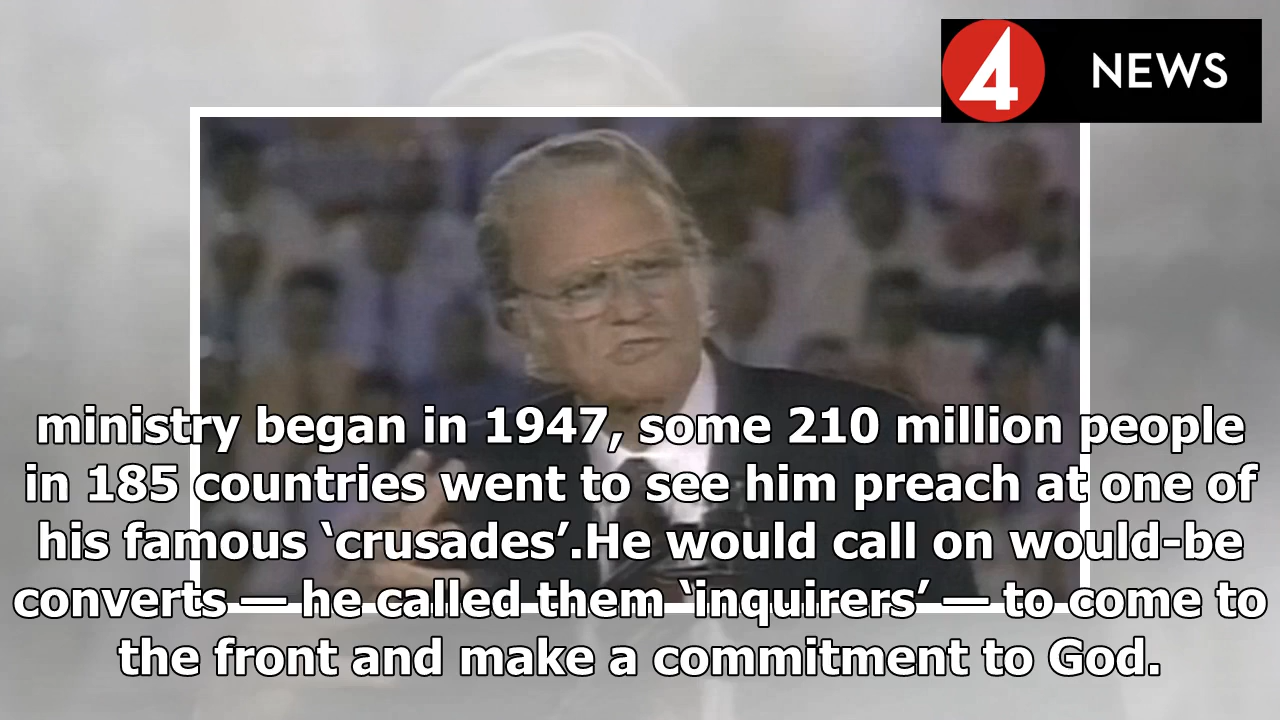 4 NEWS
ministry began in 1947, some 210 million people
in 185 countries went to see him preach at one of
his famous ‘crusades’.He would call on would-be
converts — he called them ‘inquirers’ — to come to
the front and make a commitment to God.